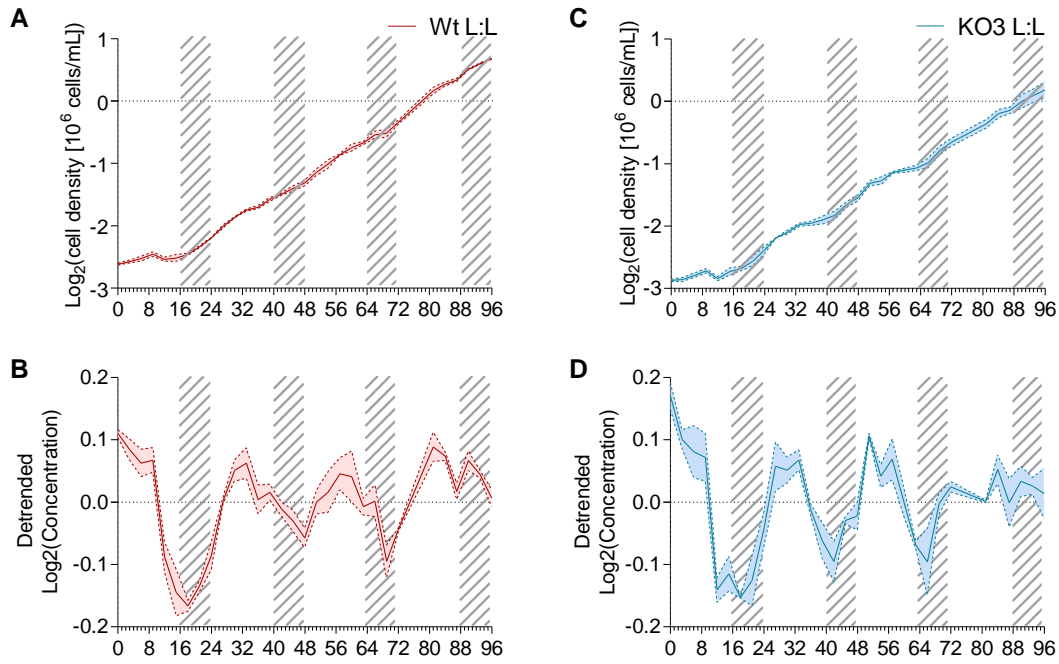 A
Wt L:L
Log2(cell density [10^6 cells/mL])
1
0
-1
-2
-3
0 8 16 24 32 40 48 56 64 72 80 88 96
C
KO3 L:L
Log2(cell density [10^6 cells/mL])
1
0
-1
-2
-3
0 8 16 24 32 40 48 56 64 72 80 88 96
B
Detrended
Log2(Concentration)
0.2
0.1
0.0
-0.1
-0.2
0 8 16 24 32 40 48 56 64 72 80 88 96
D
Detrended
Log2(Concentration)
0.2
0.1
0.0
-0.1
-0.2
0 8 16 24 32 40 48 56 64 72 80 88 96